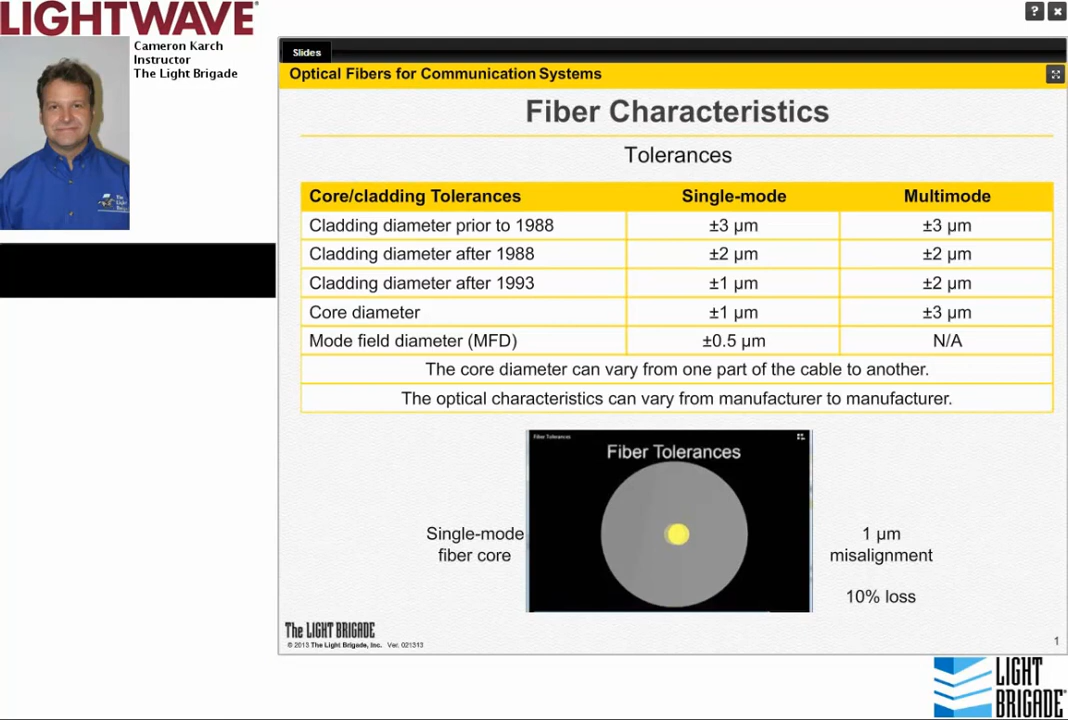 LIGHTWAVE®
Cameron Karch
Instructor
The Light Brigade
Slides
Optical Fibers for Communication Systems
Fiber Characteristics
Tolerances
Core/cladding Tolerances Single-mode Multimode
Cladding diameter prior to 1988 ±3 μm ±3 μm
Cladding diameter after 1988 ±2 μm ±2 μm
Cladding diameter after 1993 ±1 μm ±2 μm
Core diameter ±1 μm ±3 μm
Mode field diameter (MFD) ±0.5 μm N/A
The core diameter can vary from one part of the cable to another.
The optical characteristics can vary from manufacturer to manufacturer.
Fiber Tolerances
Fiber Tolerances
Single-mode
fiber core
1 μm
misalignment
10% loss
The LIGHT BRIGADE
© 2013 The Light Brigade, Inc. Ver. 021313
1
LIGHT
BRIGADE®